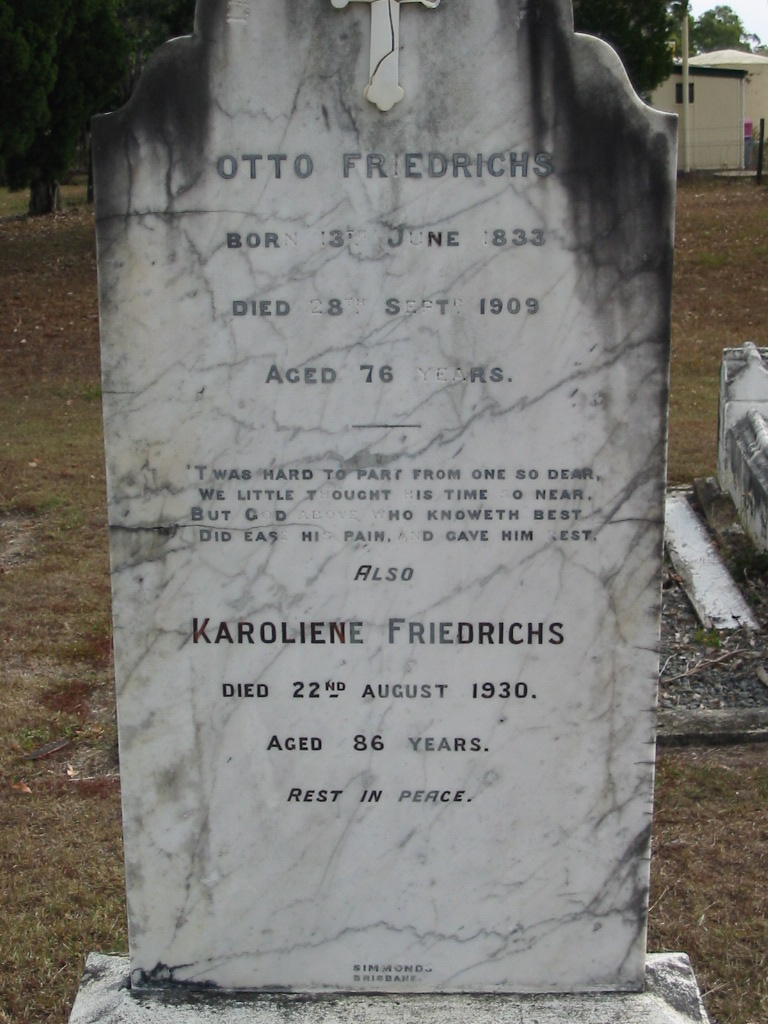 OTTO FRIEDRICHS
BORN 13TH JUNE 1833
DIED 28TH SEPTR 1909
AGED 76 YEARS.
'TWAS HARD TO PART FROM ONE SO DEAR,
WE LITTLE THOUGHT HIS TIME SO NEAR.
BUT GOD ABOVE WHO KNOWETH BEST
DID EASE HIS PAIN, AND GAVE HIM REST.
ALSO
KAROLIENE FRIEDRICHS
DIED 22ND AUGUST 1930.
AGED 86 YEARS.
REST IN PEACE.
SIMMONDS
BRISBANE.